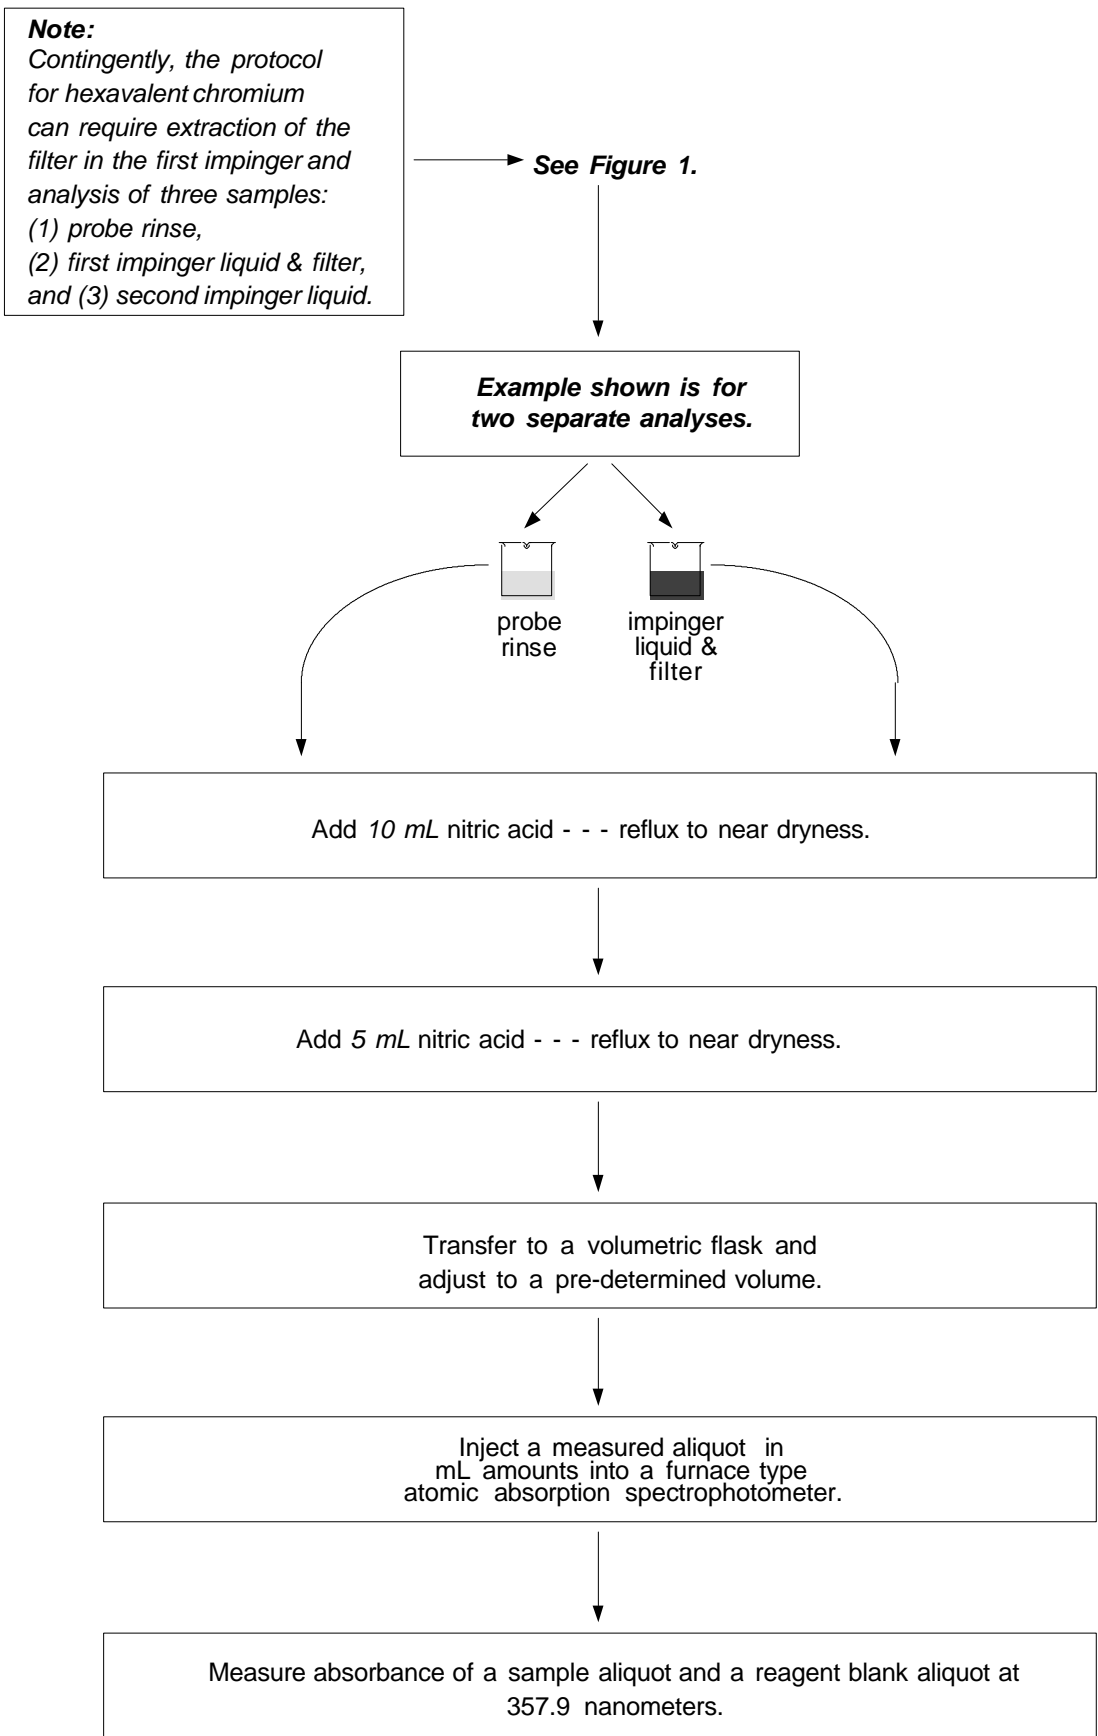 Note:
Contingently, the protocol
for hexavalent chromium
can require extraction of the
filter in the first impinger and
analysis of three samples:
(1) probe rinse,
(2) first impinger liquid & filter,
and (3) second impinger liquid.
See Figure 1.
Example shown is for
two separate analyses.
probe
rinse
impinger
liquid &
filter
Add 10 mL nitric acid - - - reflux to near dryness.
Add 5 mL nitric acid - - - reflux to near dryness.
Transfer to a volumetric flask and
adjust to a pre-determined volume.
Inject a measured aliquot in
mL amounts into a furnace type
atomic absorption spectrophotometer.
Measure absorbance of a sample aliquot and a reagent blank aliquot at
357.9 nanometers.